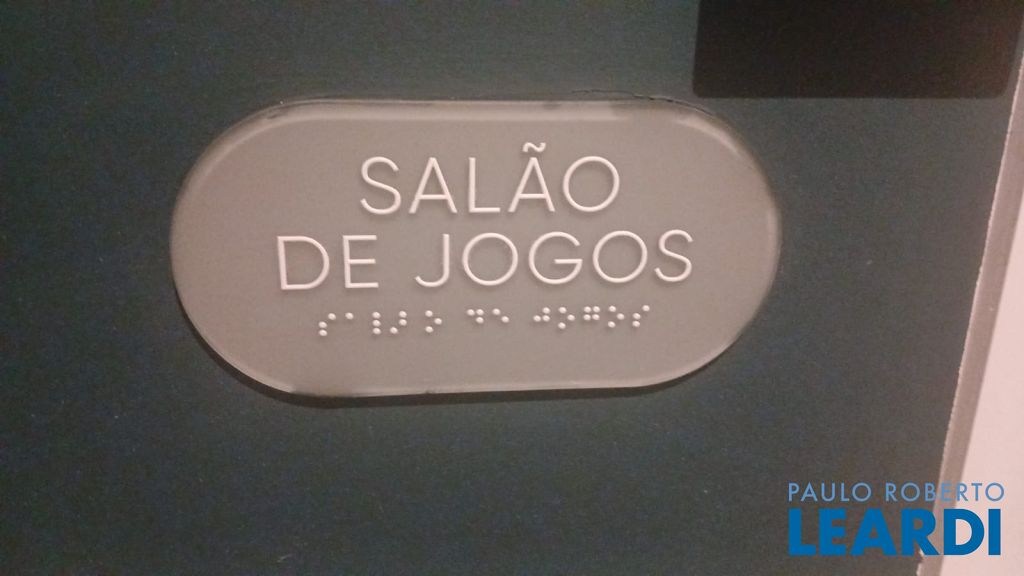 SALÃO
DE JOGOS
⠎⠁⠇⠜⠕ ⠙⠑ ⠚⠕⠛⠕⠎
PAULO ROBERTO
LEARDI